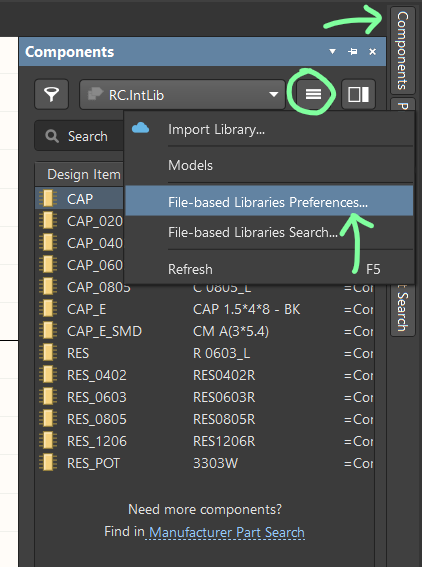 Components
Components
RC.IntLib
Search
Import Library...
Models
File-based Libraries Preferences...
File-based Libraries Search...
Refresh F5
Design Item
CAP
CAP_020
CAP_040
CAP_060
CAP_0805 C 0805_L =Cor
CAP_E CAP 1.5*4*8 - BK =Cor
CAP_E_SMD CM A(3*5.4) =Cor
RES R 0603_L =Cor
RES_0402 RES0402R =Cor
RES_0603 RES0603R =Cor
RES_0805 RES0805R =Cor
RES_1206 RES1206R =Cor
RES_POT 3303W =Cor
Need more components?
Find in Manufacturer Part Search
Search